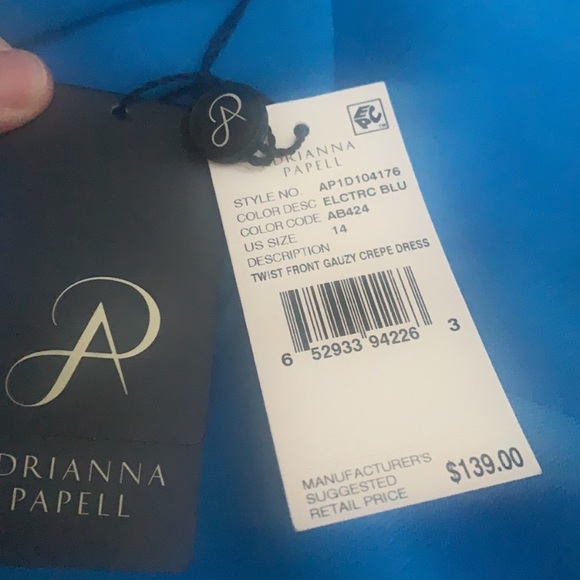 DRIANNA
PAPELL
EPC
DRIANNA
PAPELL
STYLE NO. AP1D104176
COLOR DESC ELCTRC BLU
COLOR CODE AB424
US SIZE 14
DESCRIPTION
TWIST FRONT GAUZY CREPE DRESS
6 52933 94226 3
MANUFACTURER'S
SUGGESTED
RETAIL PRICE
$139.00